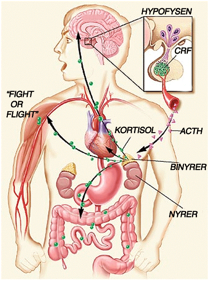 HYPOFYSEN
CRF
"FIGHT
OR
FLIGHT"
KORTISOL
ACTH
BINYRER
NYRER